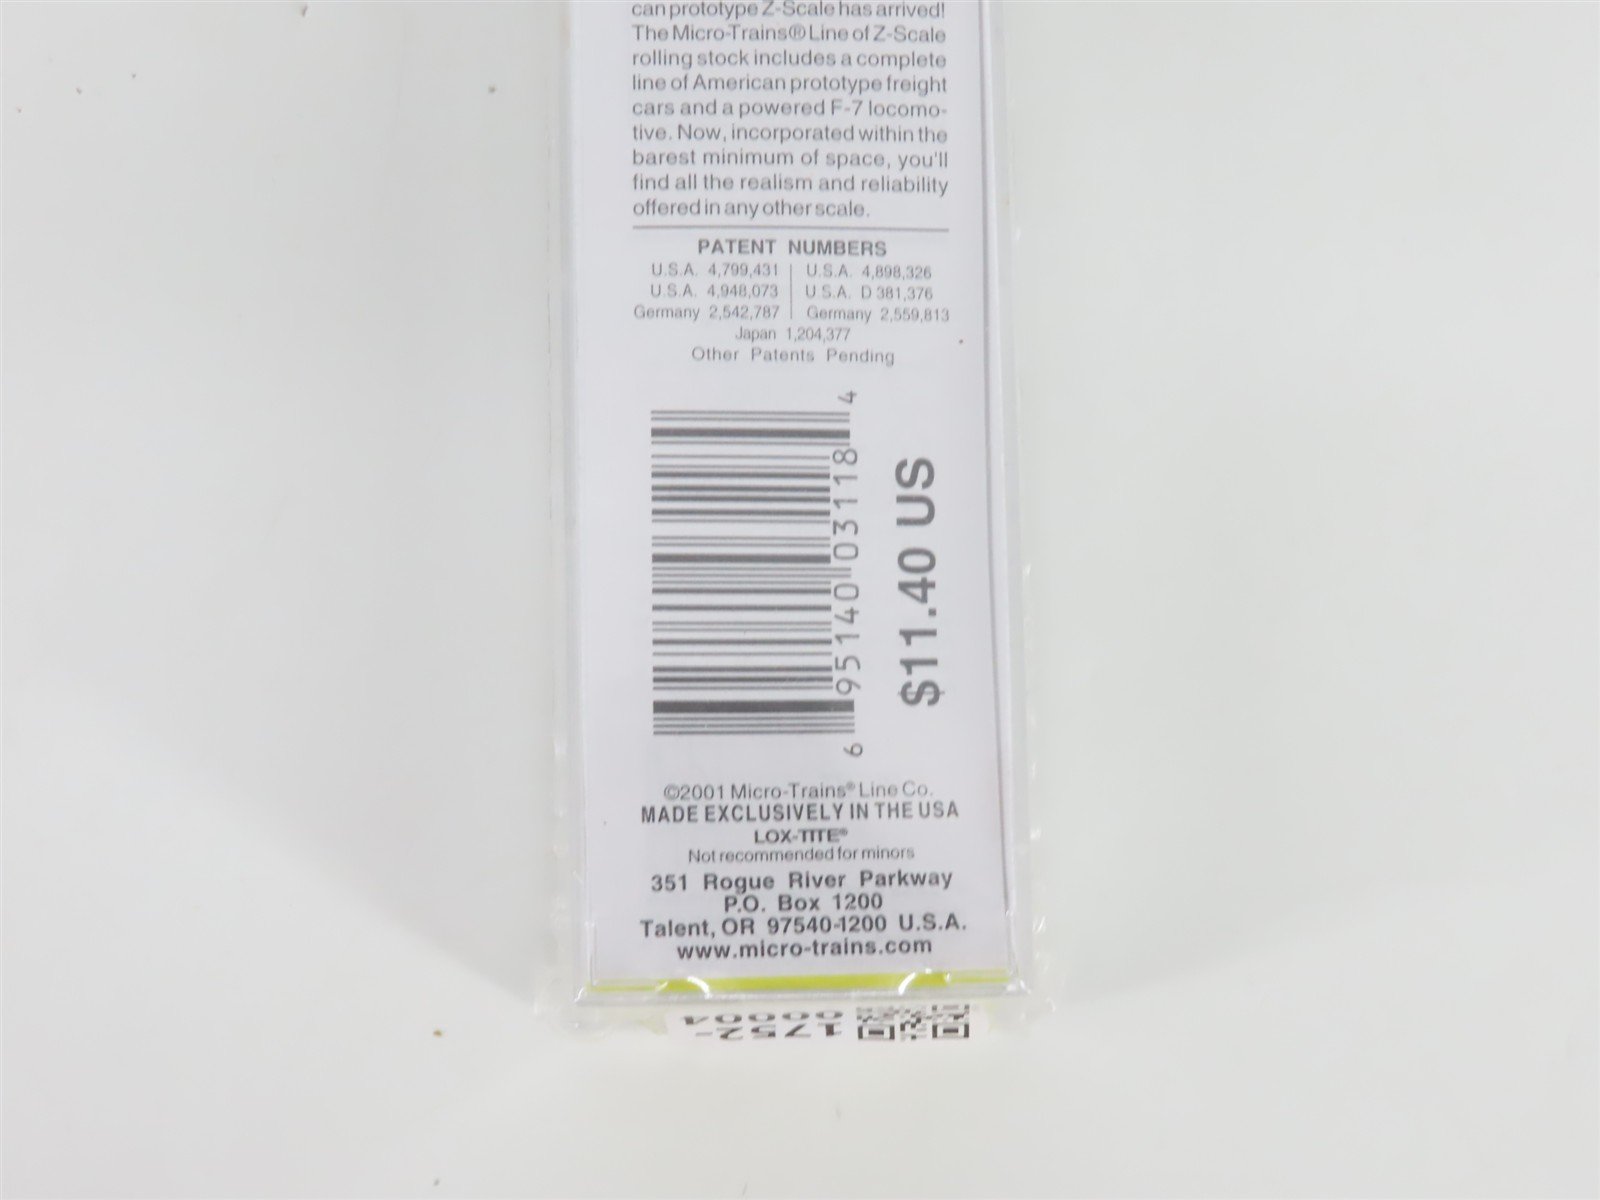 can prototype Z-Scale has arrived!
The Micro-Trains® Line of Z-Scale
rolling stock includes a complete
line of American prototype freight
cars and a powered F-7 locomo-
tive. Now, incorporated within the
barest minimum of space, you'll
find all the realism and reliability
offered in any other scale.
PATENT NUMBERS
U.S.A. 4,799,431 | U.S.A. 4,898,326
U.S.A. 4,948,073 | U.S.A. D 381,376
Germany 2,542,787 | Germany 2,559,813
Japan 1,204,377
Other Patents Pending
6 95140 03118 4
$11.40 US
©2001 Micro-Trains® Line Co.
MADE EXCLUSIVELY IN THE USA
LOX-TITE®
Not recommended for minors
351 Rogue River Parkway
P.O. Box 1200
Talent, OR 97540-1200 U.S.A.
www.micro-trains.com
1752-
00004